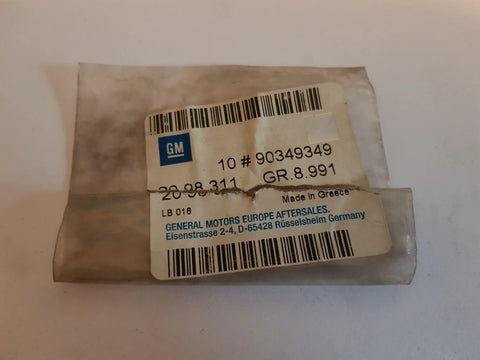 GM
10 # 90349349
20 98 311 GR.8.991
LB 016 Made in Greece
GENERAL MOTORS EUROPE AFTERSALES.
Eisenstrasse 2-4, D-65428 Rüsselsheim Germany